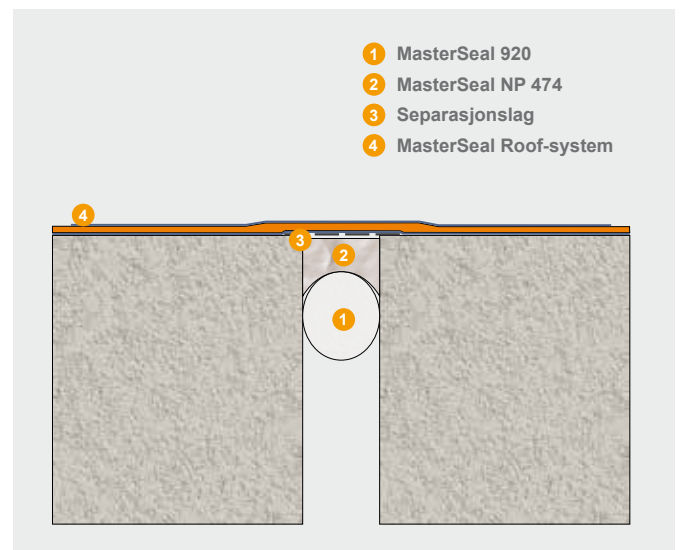 1 MasterSeal 920
2 MasterSeal NP 474
3 Separasjonslag
4 MasterSeal Roof-system
4
3
2
1